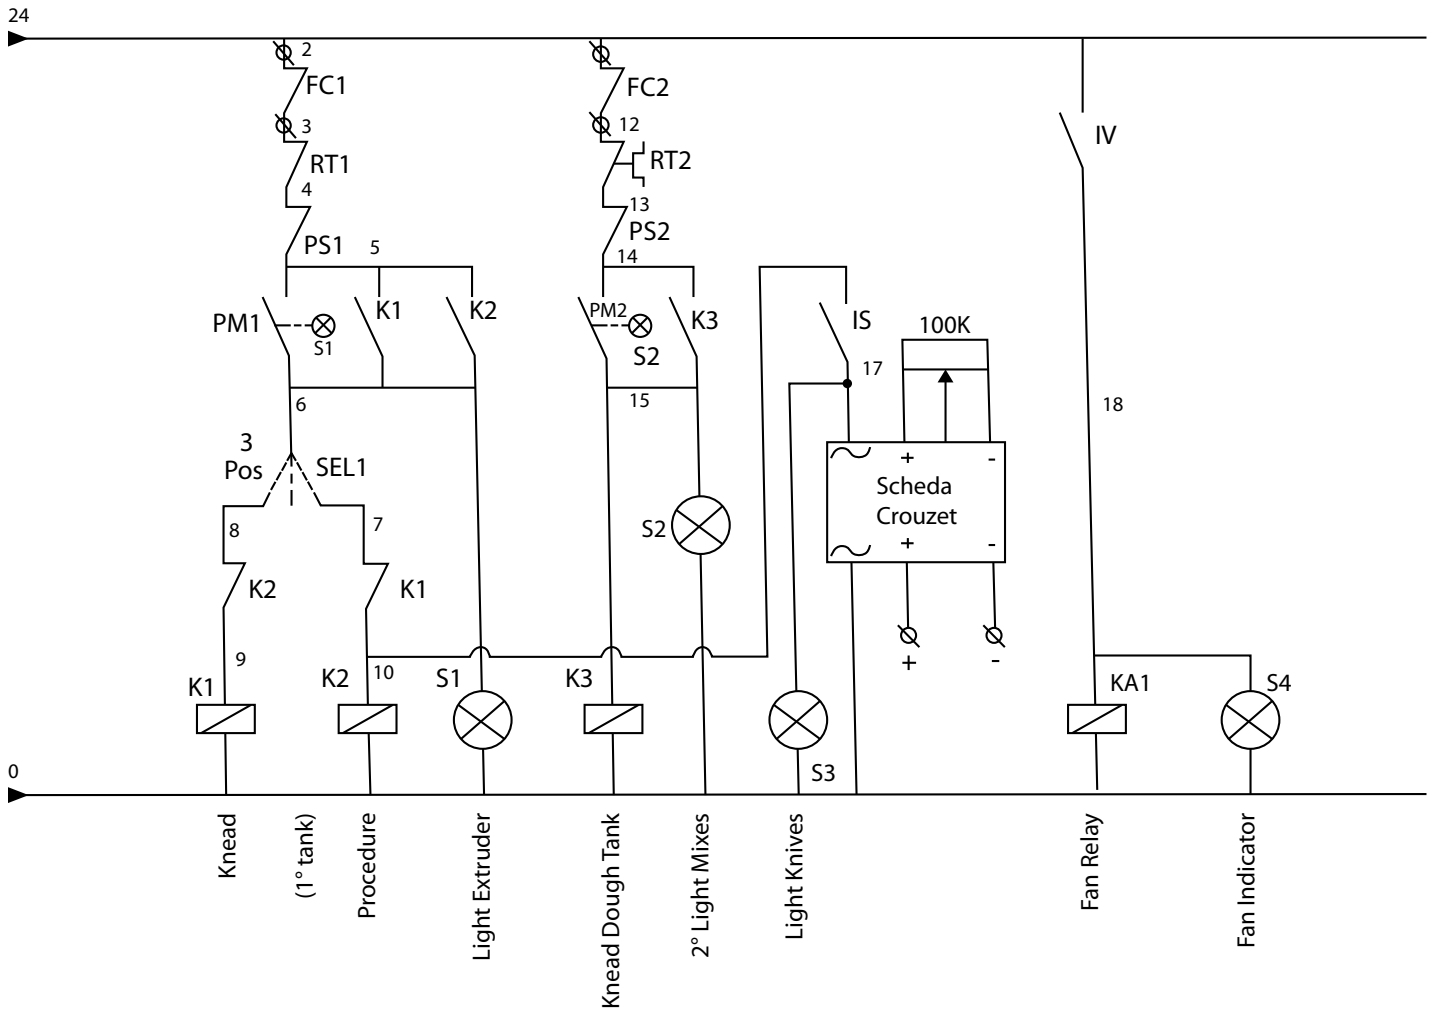 24
2
FC1
FC2
3
12
IV
RT1
RT2
4
13
PS1
PS2
5
14
PM1
S1
K1
K2
PM2
S2
K3
IS
100K
17
6
15
18
3
Pos
SEL1
+
-
Scheda
Crouzet
8
7
S2
+
-
K2
K1
9
10
+
-
K1
K2
S1
K3
KA1
S4
S3
0
Knead
(1° tank)
Procedure
Light Extruder
Knead Dough Tank
2° Light Mixes
Light Knives
Fan Relay
Fan Indicator